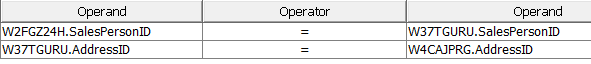 Operand Operator Operand
W2FGZ24H.SalesPersonID = W37TGURU.SalesPersonID
W37TGURU.AddressID = W4CAJPRG.AddressID